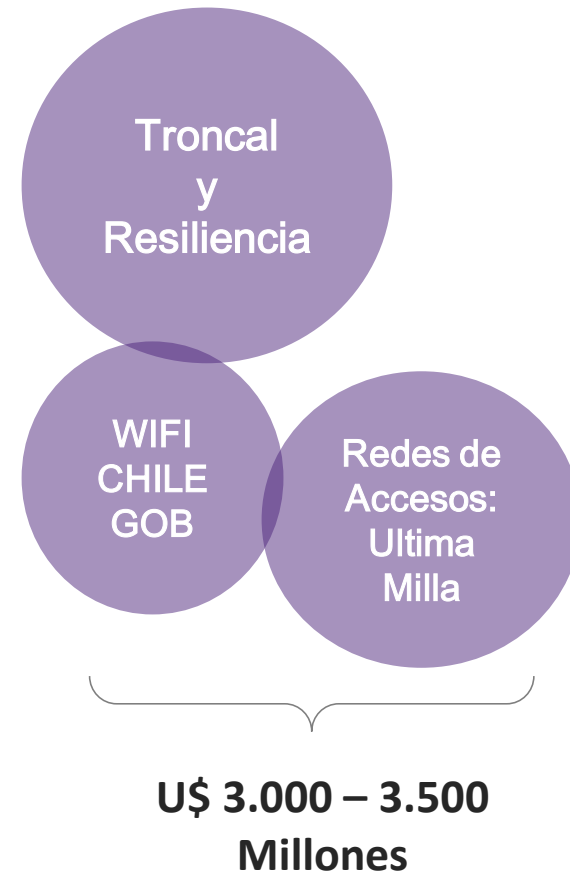 Troncal
y
Resiliencia
WIFI
CHILE
GOB
Redes de
Accesos:
Ultima
Milla
U$ 3.000 – 3.500
Millones